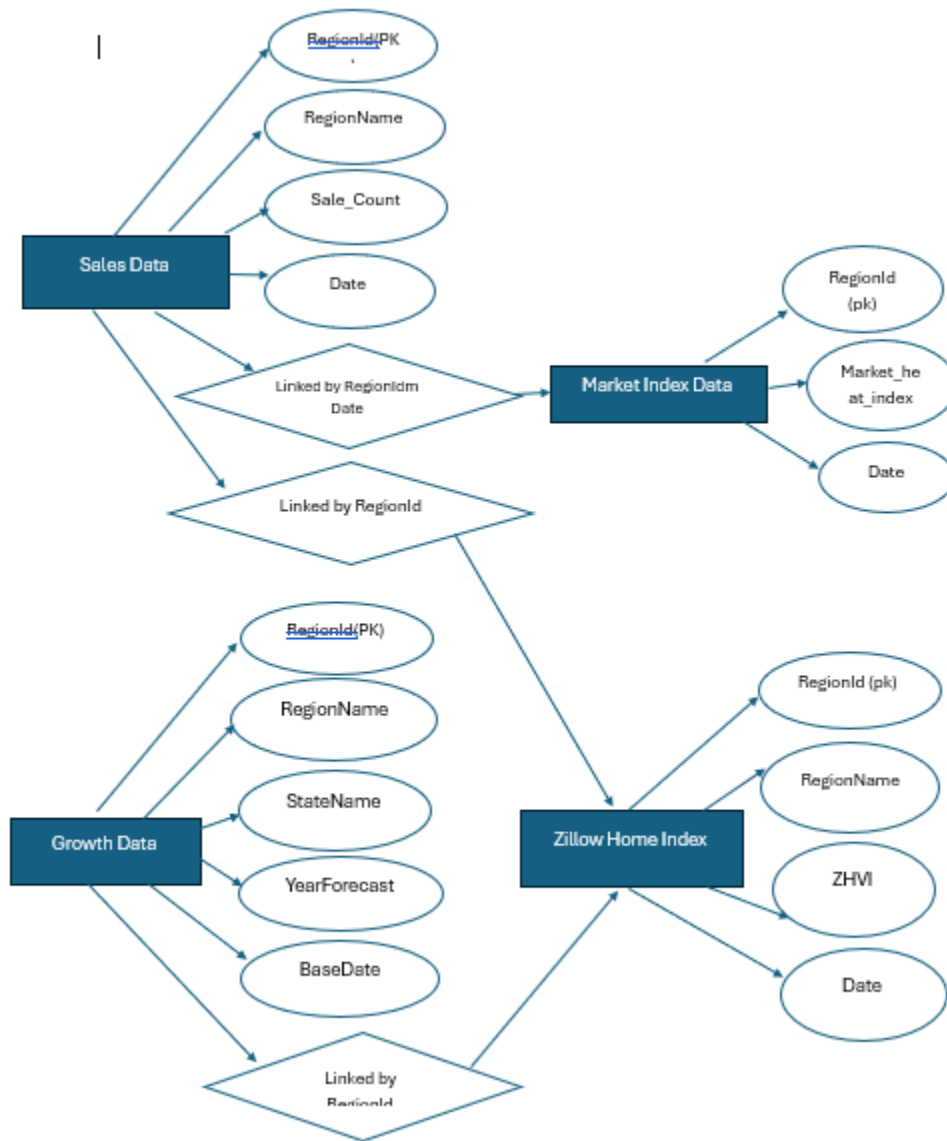 RegionId(PK
,
RegionName
Sale_Count
Sales Data
Date
RegionId
(pk)
Linked by RegionIdm
Date
Market Index Data
Market_he
at_index
Date
Linked by RegionId
RegionId(PK)
RegionName
StateName
Growth Data
YearForecast
BaseDate
RegionId (pk)
RegionName
Zillow Home Index
ZHVI
Date
Linked by
RegionId